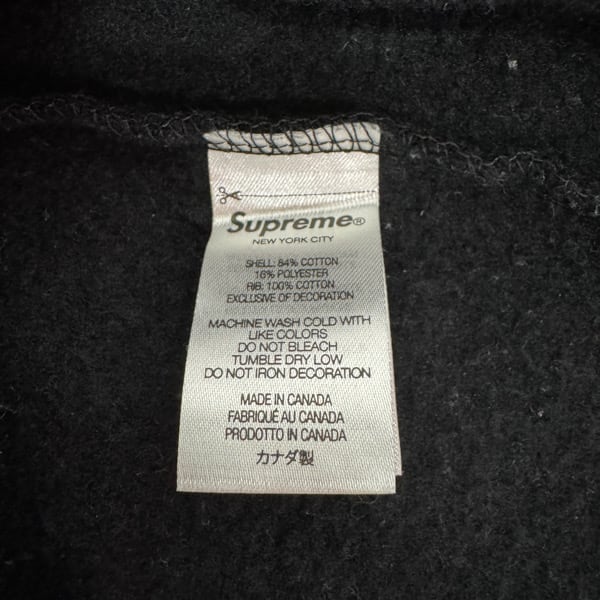 Supreme®
NEW YORK CITY
SHELL: 84% COTTON
16% POLYESTER
RIB: 100% COTTON
EXCLUSIVE OF DECORATION
MACHINE WASH COLD WITH
LIKE COLORS
DO NOT BLEACH
TUMBLE DRY LOW
DO NOT IRON DECORATION
MADE IN CANADA
FABRIQUÉ AU CANADA
PRODOTTO IN CANADA
カナダ製